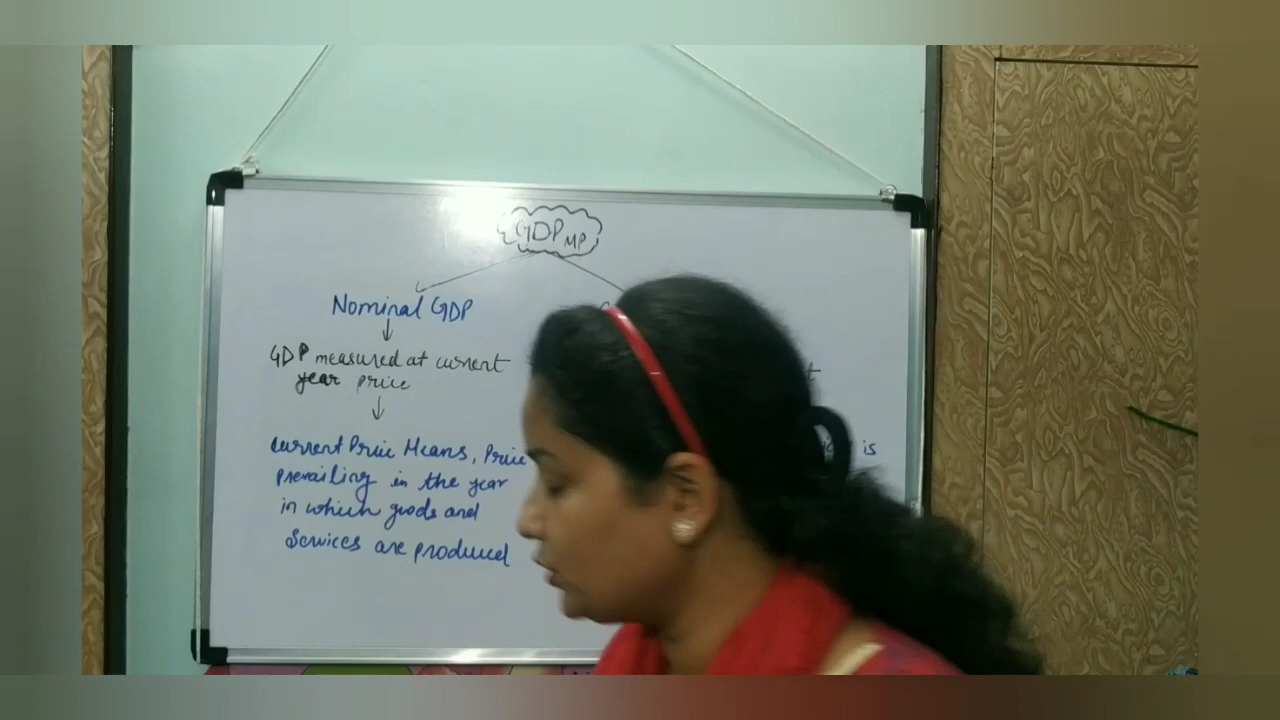 GDP MP
Nominal GDP
GDP measured at current
year price
current Price Means, Price
prevailing in the year
in which goods and
Services are produced
is